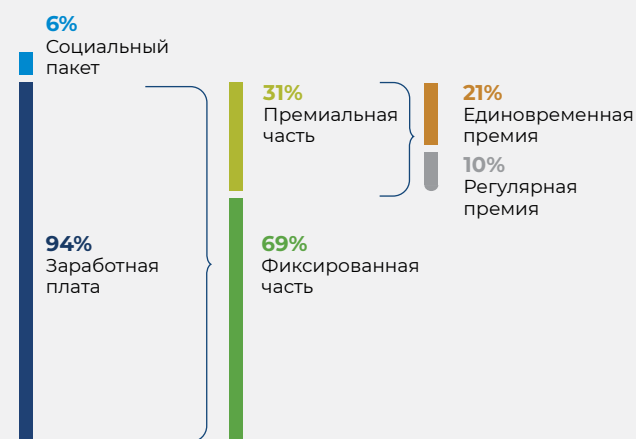 6%
Социальный
пакет
94%
Заработная
плата
31%
Премиальная
часть
69%
Фиксированная
часть
21%
Единовременная
премия
10%
Регулярная
премия